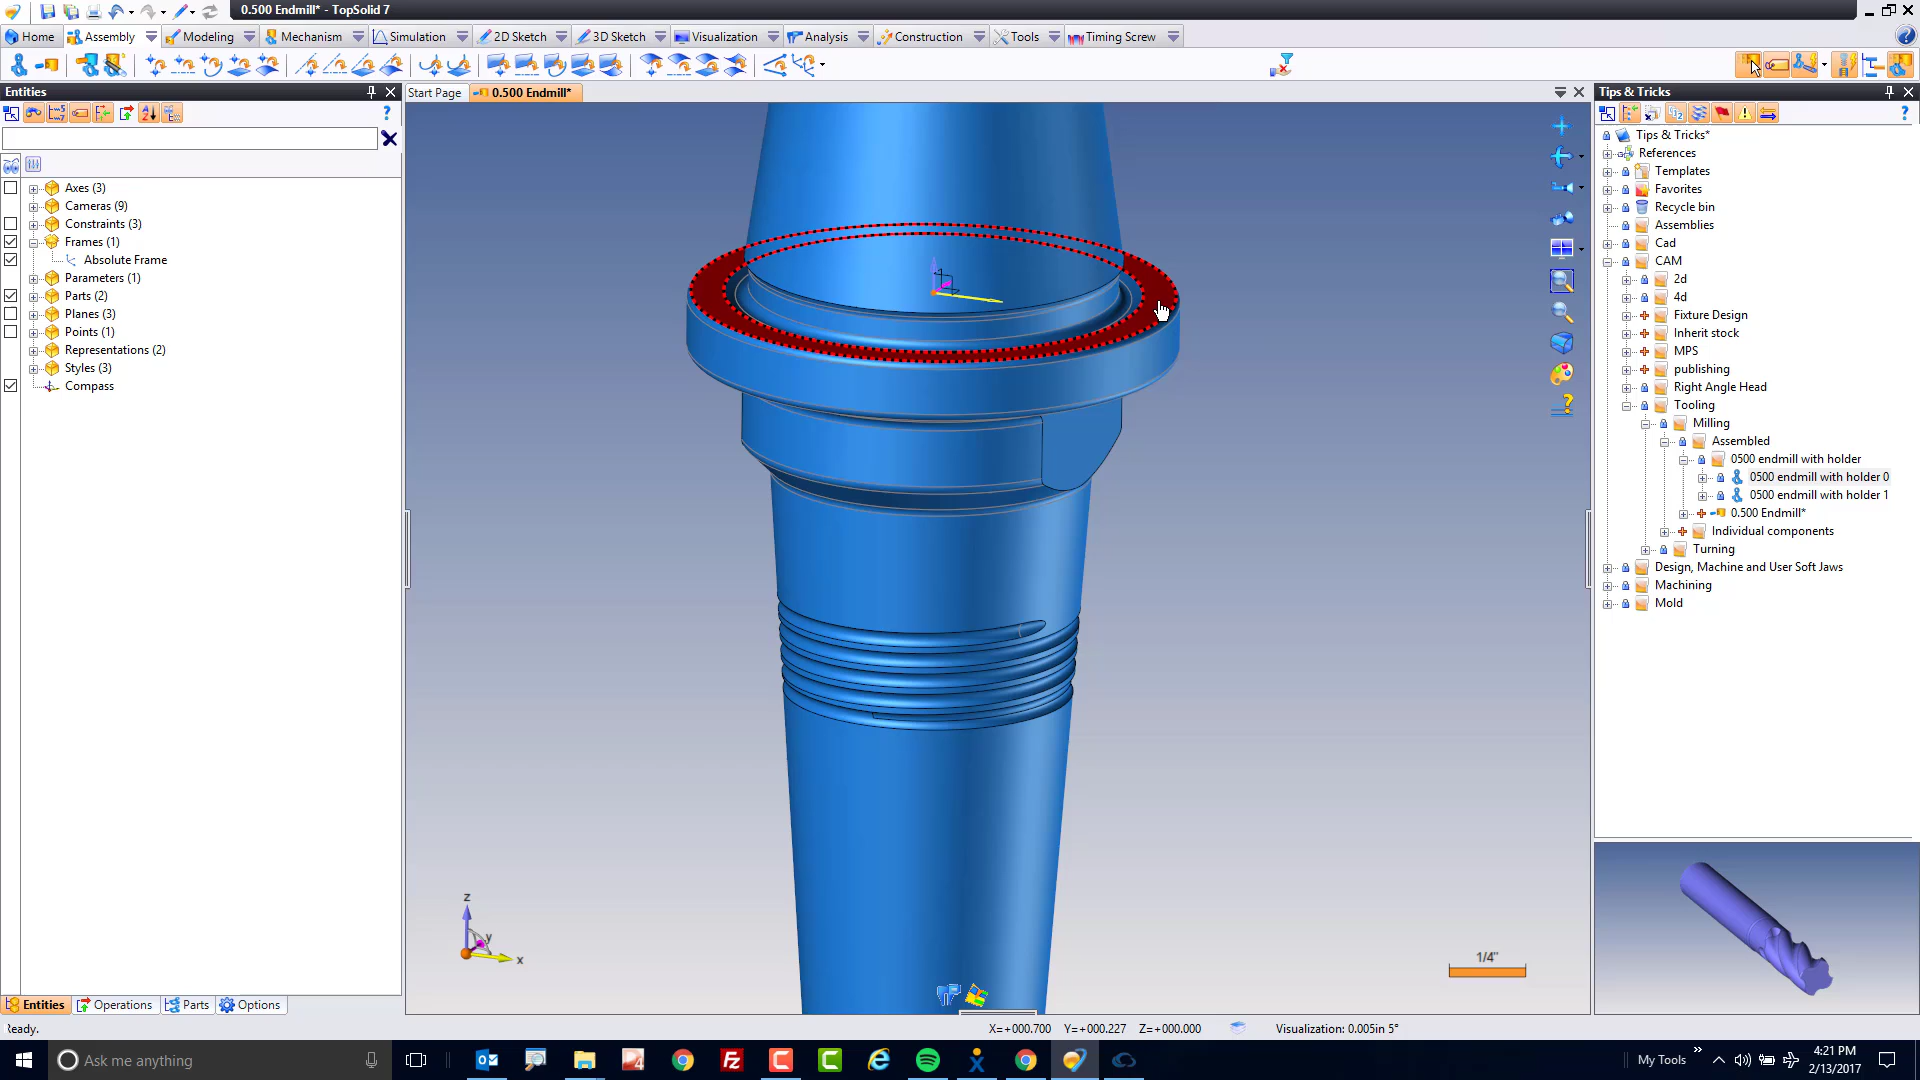 0.500 Endmill* - TopSolid 7
Home Assembly Modeling Mechanism Simulation 2D Sketch 3D Sketch Visualization Analysis Construction Tools Timing Screw
Entities
Axes (3)
Cameras (9)
Constraints (3)
Frames (1)
Absolute Frame
Parameters (1)
Parts (2)
Planes (3)
Points (1)
Representations (2)
Styles (3)
Compass
Entities Operations Parts Options
Start Page 0.500 Endmill*
z
y
x
1/4"
Tips & Tricks
Tips & Tricks*
References
Templates
Favorites
Recycle bin
Assemblies
Cad
CAM
2d
4d
Fixture Design
Inherit stock
MPS
publishing
Right Angle Head
Tooling
Milling
Assembled
0500 endmill with holder
0500 endmill with holder 0
0500 endmill with holder 1
0.500 Endmill*
Individual components
Turning
Design, Machine and User Soft Jaws
Machining
Mold
Ready.
X=+000.700 Y=+000.227 Z=+000.000 Visualization: 0.005in 5°
Ask me anything
My Tools
4:21 PM
2/13/2017